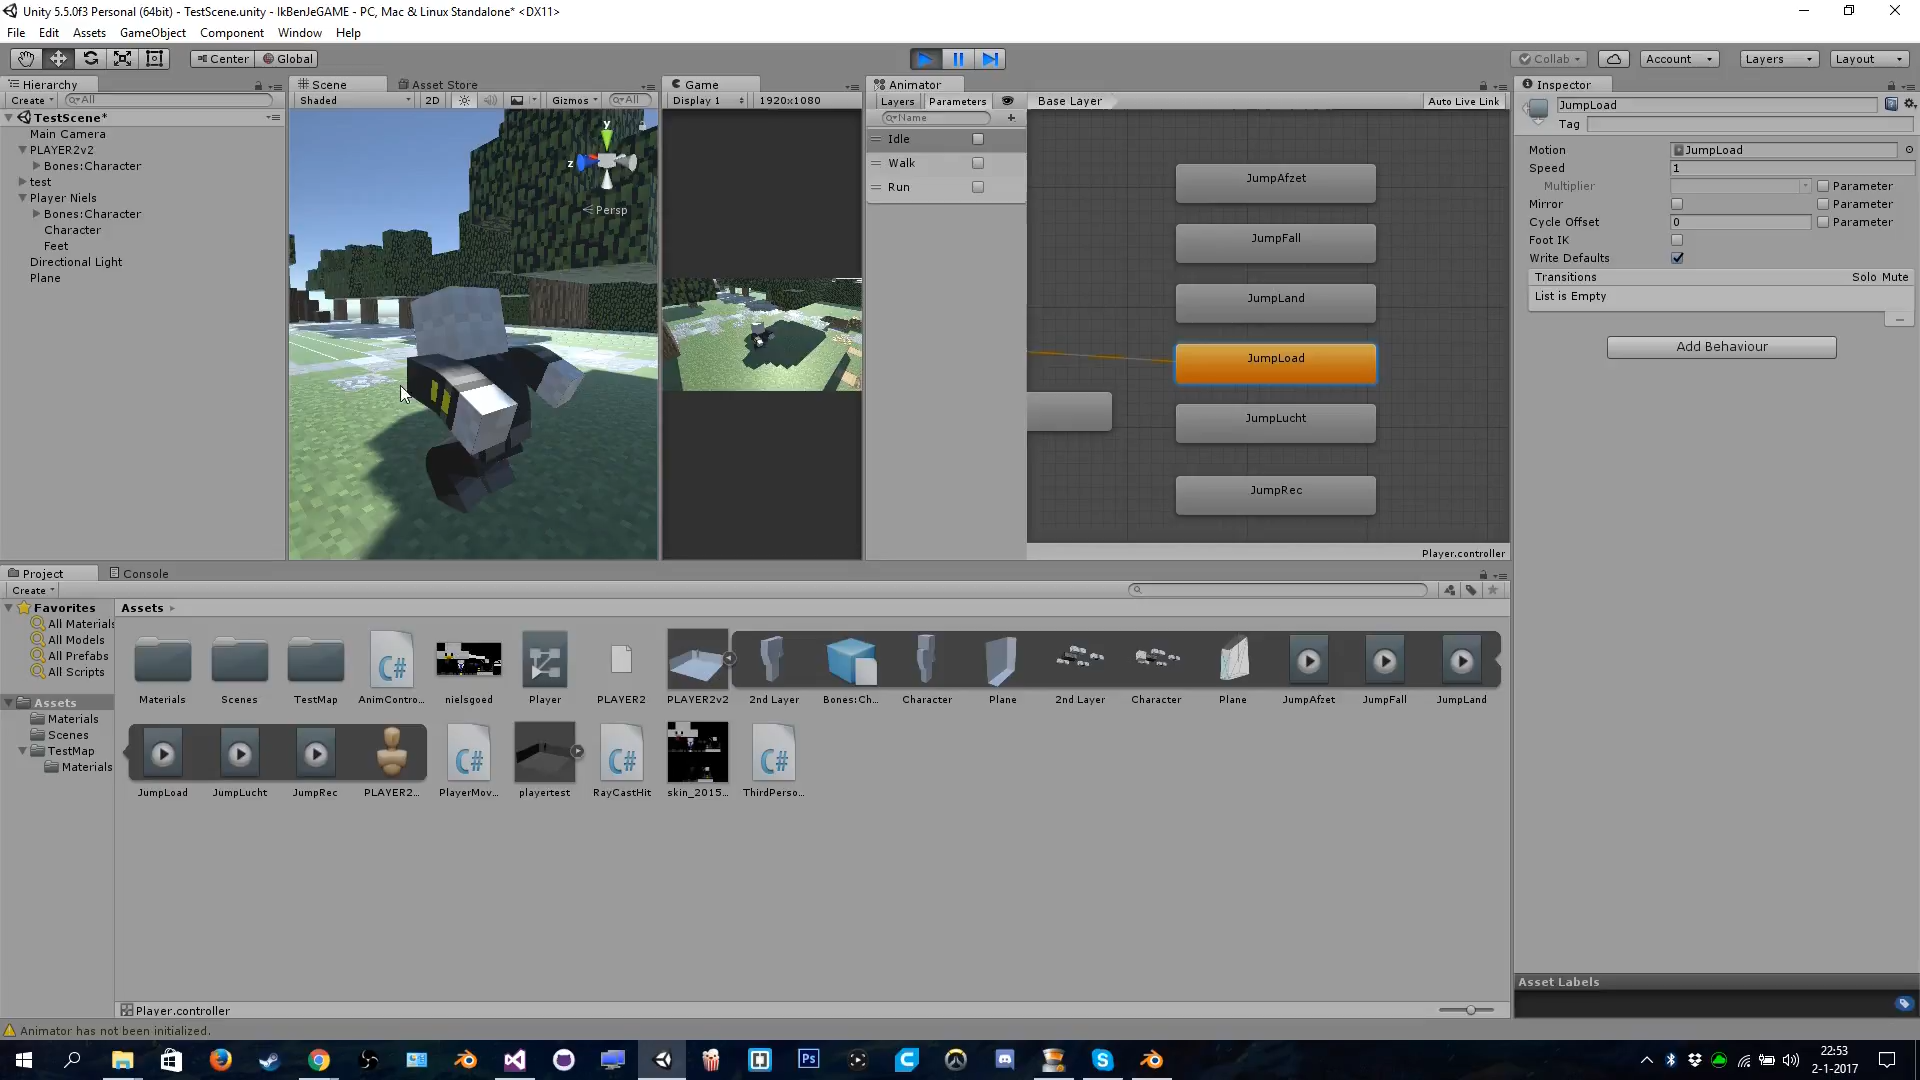 Unity 5.5.0f3 Personal (64bit) - TestScene.unity - IkBenJeGAME - PC, Mac & Linux Standalone* <DX11>
File Edit Assets GameObject Component Window Help
Center Global
Collab Account Layers Layout
Hierarchy
Create All
TestScene*
Main Camera
PLAYER2v2
Bones:Character
test
Player Niels
Bones:Character
Character
Feet
Directional Light
Plane
Scene Asset Store
Shaded 2D Gizmos All
y
z
Persp
Game
Display 1 1920x1080
Animator
Layers Parameters Base Layer Auto Live Link
Name
Idle
Walk
Run
JumpAfzet
JumpFall
JumpLand
JumpLoad
JumpLucht
JumpRec
Player.controller
Inspector
JumpLoad
Tag
Motion JumpLoad
Speed 1
Multiplier Parameter
Mirror Parameter
Cycle Offset 0 Parameter
Foot IK
Write Defaults
Transitions Solo Mute
List is Empty
Add Behaviour
Project Console
Create
Favorites
All Materials
All Models
All Prefabs
All Scripts
Assets
Materials
Scenes
TestMap
Materials
Assets
Materials Scenes TestMap AnimContro... nielsgoed Player PLAYER2 PLAYER2v2 2nd Layer Bones:Ch... Character Plane 2nd Layer Character Plane JumpAfzet JumpFall JumpLand
JumpLoad JumpLucht JumpRec PLAYER2... PlayerMov... playertest RayCastHit skin_2015... ThirdPerso...
Player.controller
Asset Labels
Animator has not been initialized.
22:53
2-1-2017